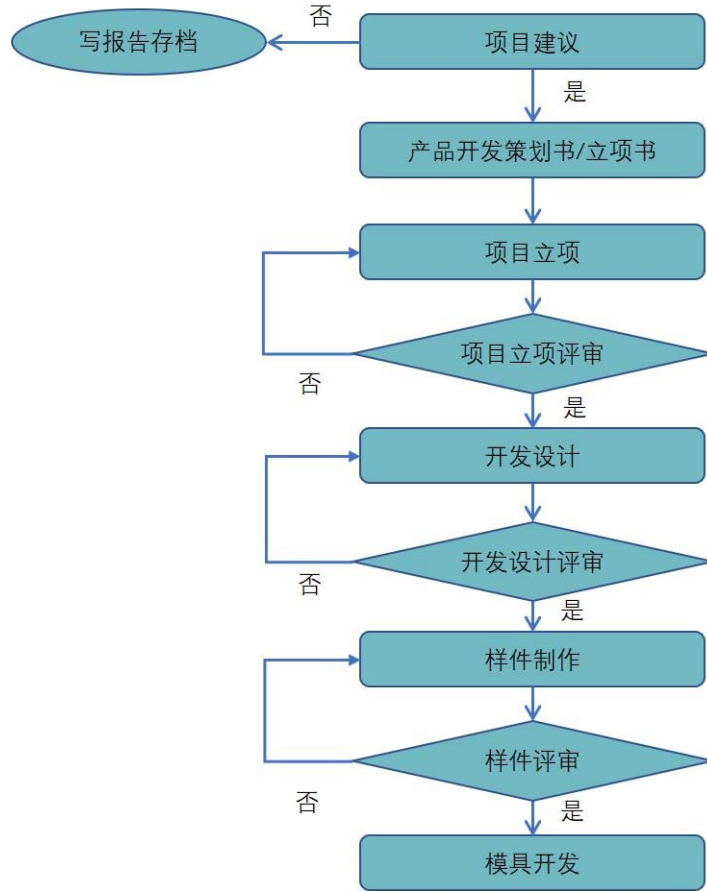 否
写报告存档
项目建议
是
产品开发策划书/立项书
项目立项
项目立项评审
否
是
开发设计
开发设计评审
否
是
样件制作
样件评审
否
是
模具开发